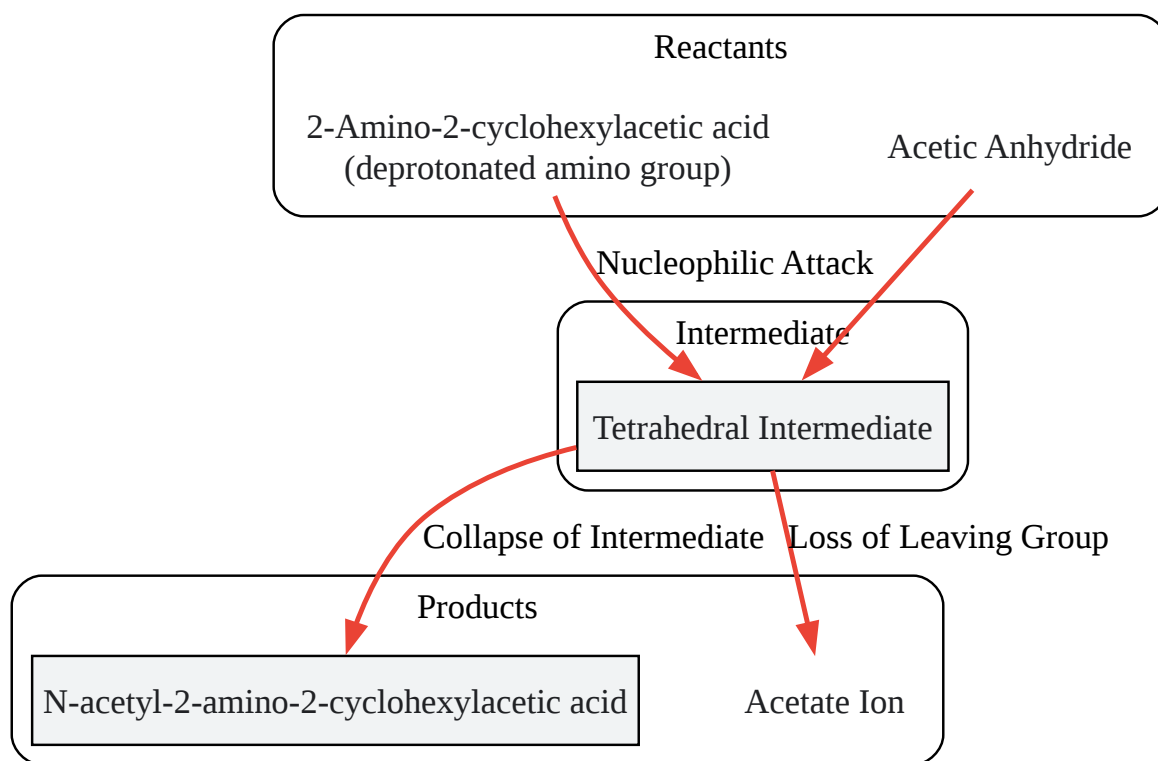 Reactants
2-Amino-2-cyclohexylacetic acid
(deprotonated amino group)
Acetic Anhydride
Nucleophilic Attack
Intermediate
Tetrahedral Intermediate
Collapse of Intermediate
Loss of Leaving Group
Products
N-acetyl-2-amino-2-cyclohexylacetic acid
Acetate Ion